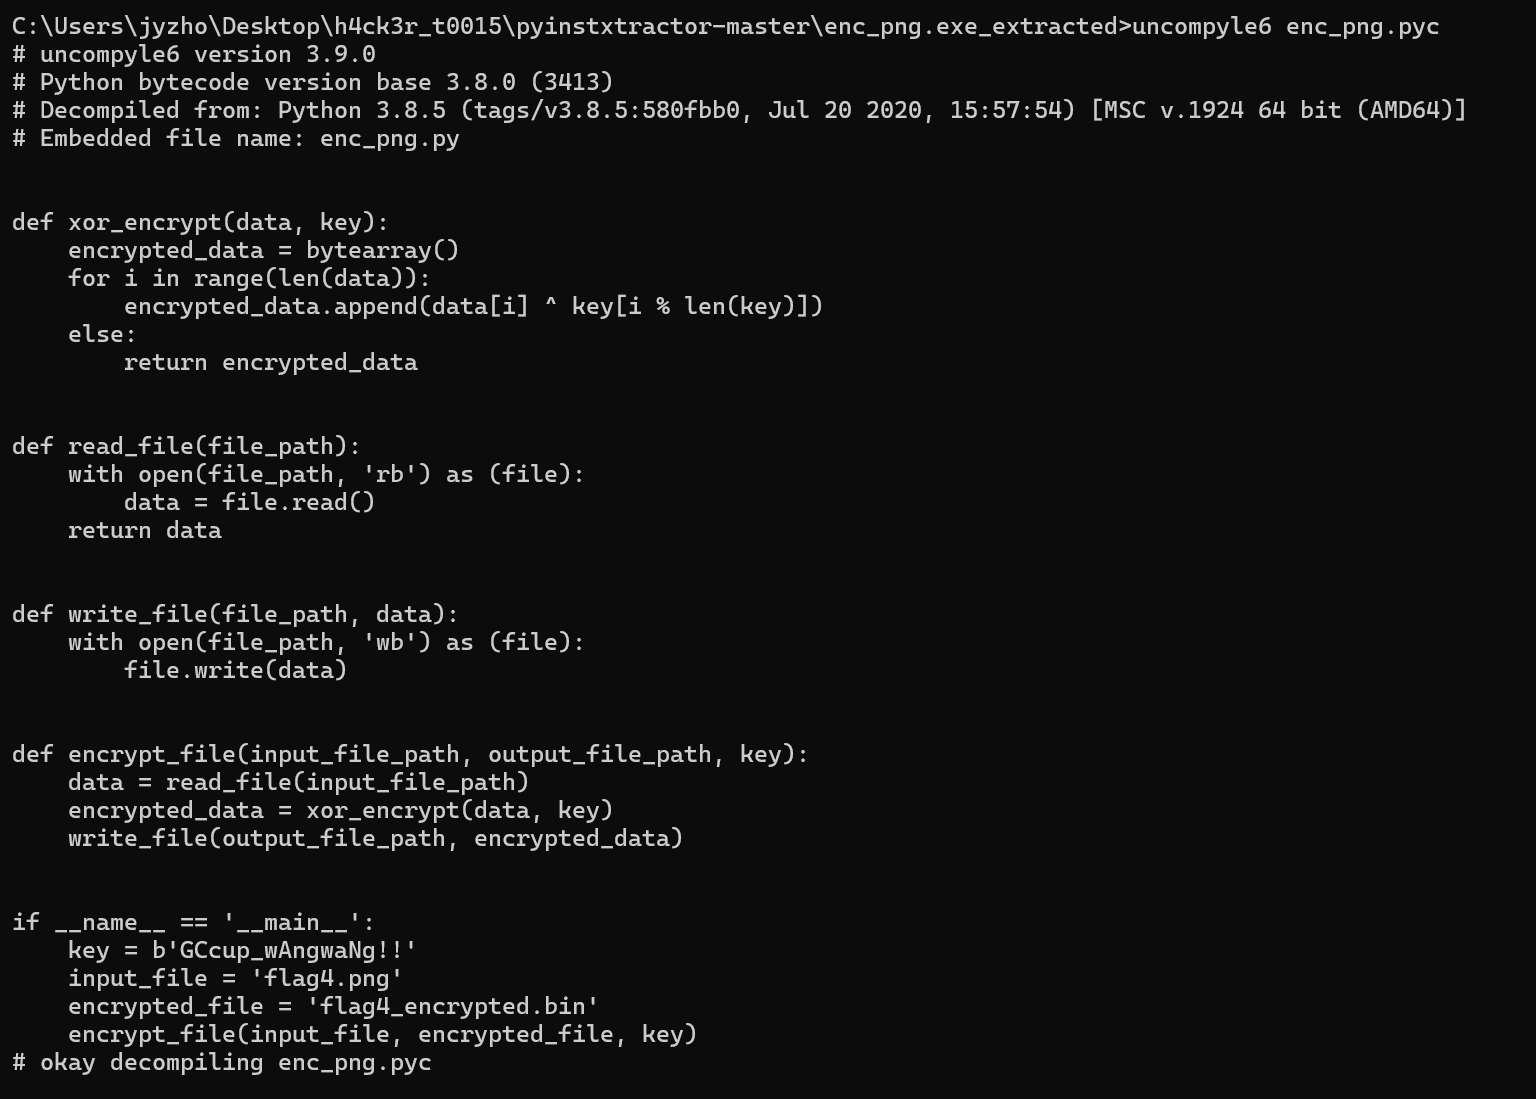 C:\Users\jyzho\Desktop\h4ck3r_t0015\pyinstxtractor-master\enc_png.exe_extracted>uncompyle6 enc_png.pyc
# uncompyle6 version 3.9.0
# Python bytecode version base 3.8.0 (3413)
# Decompiled from: Python 3.8.5 (tags/v3.8.5:580fbb0, Jul 20 2020, 15:57:54) [MSC v.1924 64 bit (AMD64)]
# Embedded file name: enc_png.py
def xor_encrypt(data, key):
    encrypted_data = bytearray()
    for i in range(len(data)):
        encrypted_data.append(data[i] ^ key[i % len(key)])
    else:
        return encrypted_data
def read_file(file_path):
    with open(file_path, 'rb') as (file):
        data = file.read()
    return data
def write_file(file_path, data):
    with open(file_path, 'wb') as (file):
        file.write(data)
def encrypt_file(input_file_path, output_file_path, key):
    data = read_file(input_file_path)
    encrypted_data = xor_encrypt(data, key)
    write_file(output_file_path, encrypted_data)
if __name__ == '__main__':
    key = b'GCcup_wAngwaNg!!'
    input_file = 'flag4.png'
    encrypted_file = 'flag4_encrypted.bin'
    encrypt_file(input_file, encrypted_file, key)
# okay decompiling enc_png.pyc